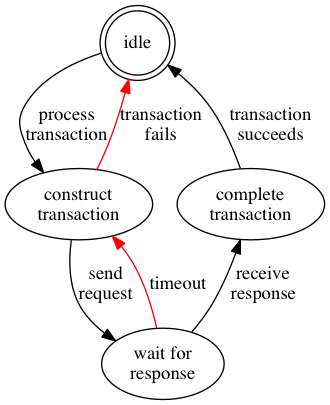 idle
process
transaction
transaction
fails
transaction
succeeds
construct
transaction
complete
transaction
send
request
timeout
receive
response
wait for
response